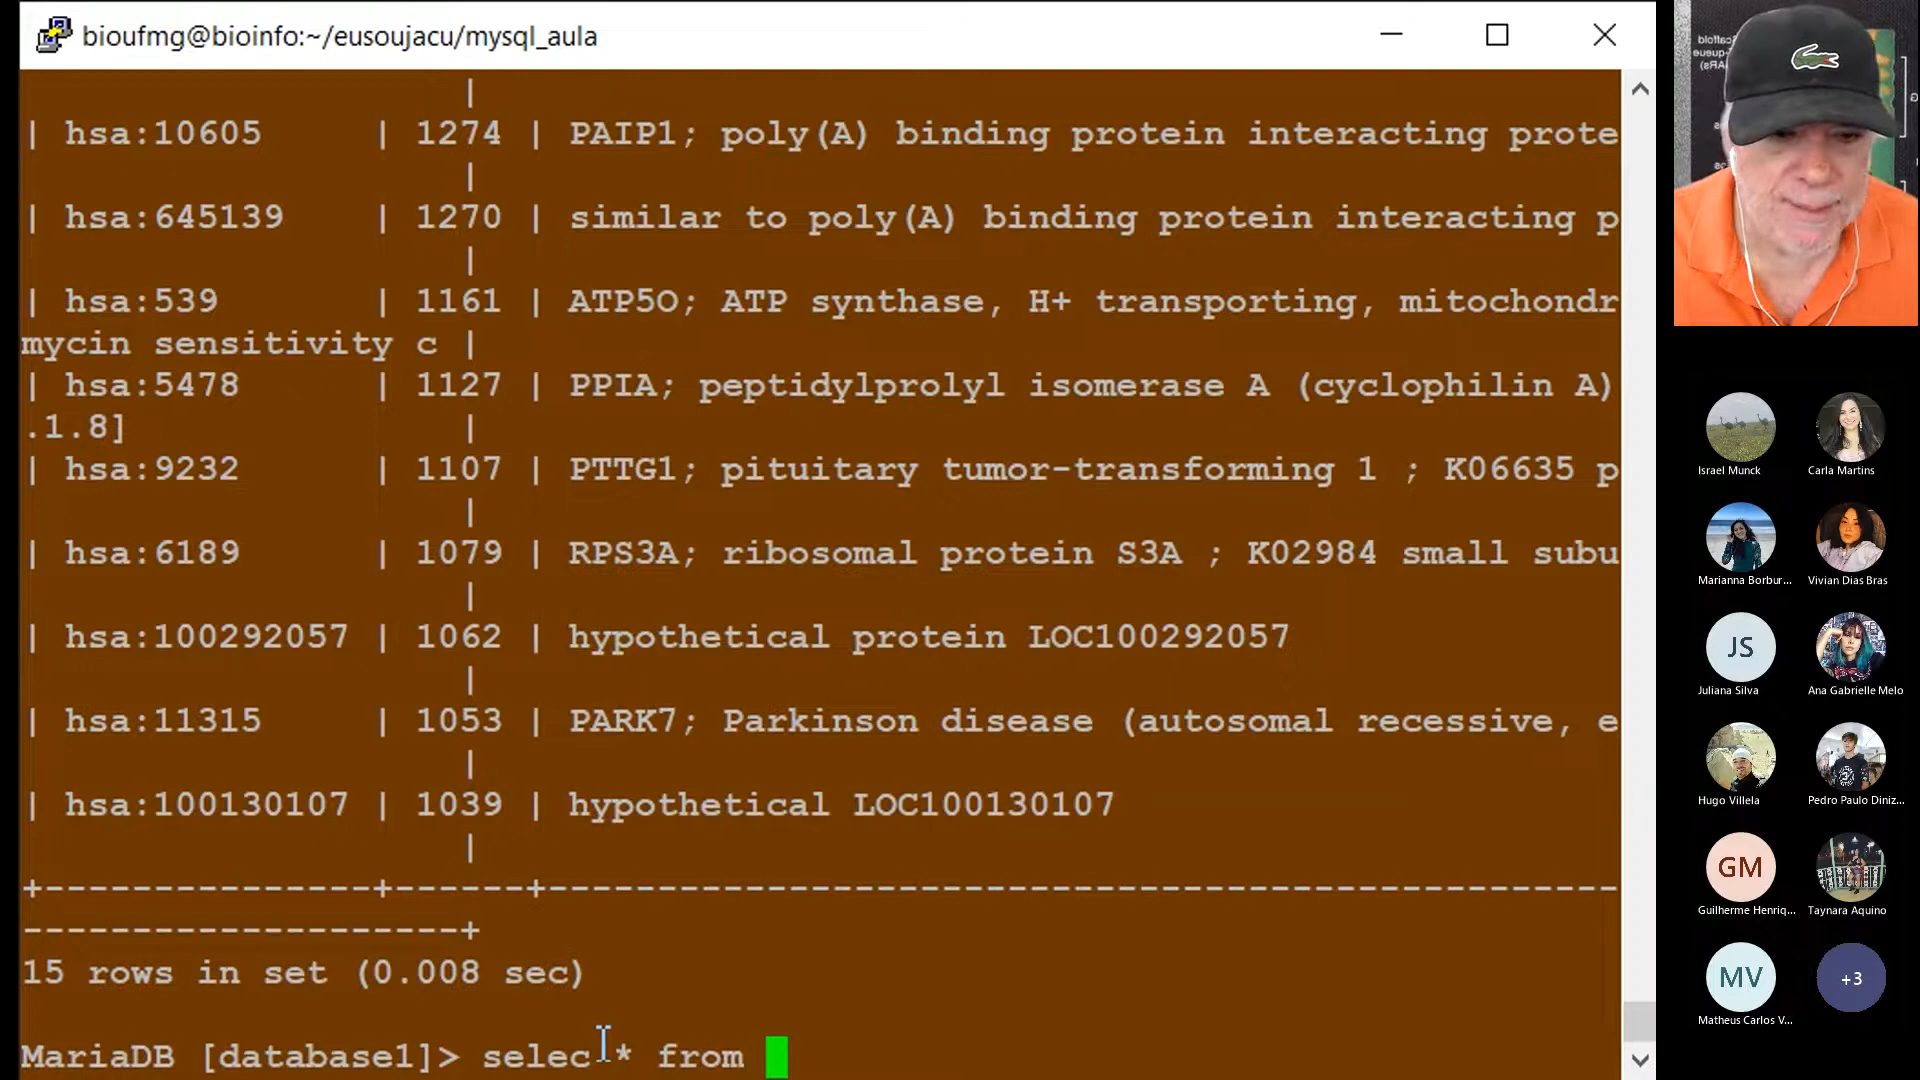 bioufmg@bioinfo:~/eusoujacu/mysql_aula
|
| hsa:10605 | 1274 | PAIP1; poly(A) binding protein interacting prote
|
| hsa:645139 | 1270 | similar to poly(A) binding protein interacting p
|
| hsa:539 | 1161 | ATP5O; ATP synthase, H+ transporting, mitochondr
mycin sensitivity c |
| hsa:5478 | 1127 | PPIA; peptidylprolyl isomerase A (cyclophilin A)
.1.8] |
| hsa:9232 | 1107 | PTTG1; pituitary tumor-transforming 1 ; K06635 p
|
| hsa:6189 | 1079 | RPS3A; ribosomal protein S3A ; K02984 small subu
|
| hsa:100292057 | 1062 | hypothetical protein LOC100292057
|
| hsa:11315 | 1053 | PARK7; Parkinson disease (autosomal recessive, e
|
| hsa:100130107 | 1039 | hypothetical LOC100130107
|
+----------------+------+-------------------------------------------------
--------------------+
15 rows in set (0.008 sec)
MariaDB [database1]> selec * from
Israel Munck
Carla Martins
Marianna Borbur...
Vivian Dias Bras
JS
Juliana Silva
Ana Gabrielle Melo
Hugo Villela
Pedro Paulo Diniz...
GM
Guilherme Henriq...
Taynara Aquino
MV
+3
Matheus Carlos V...